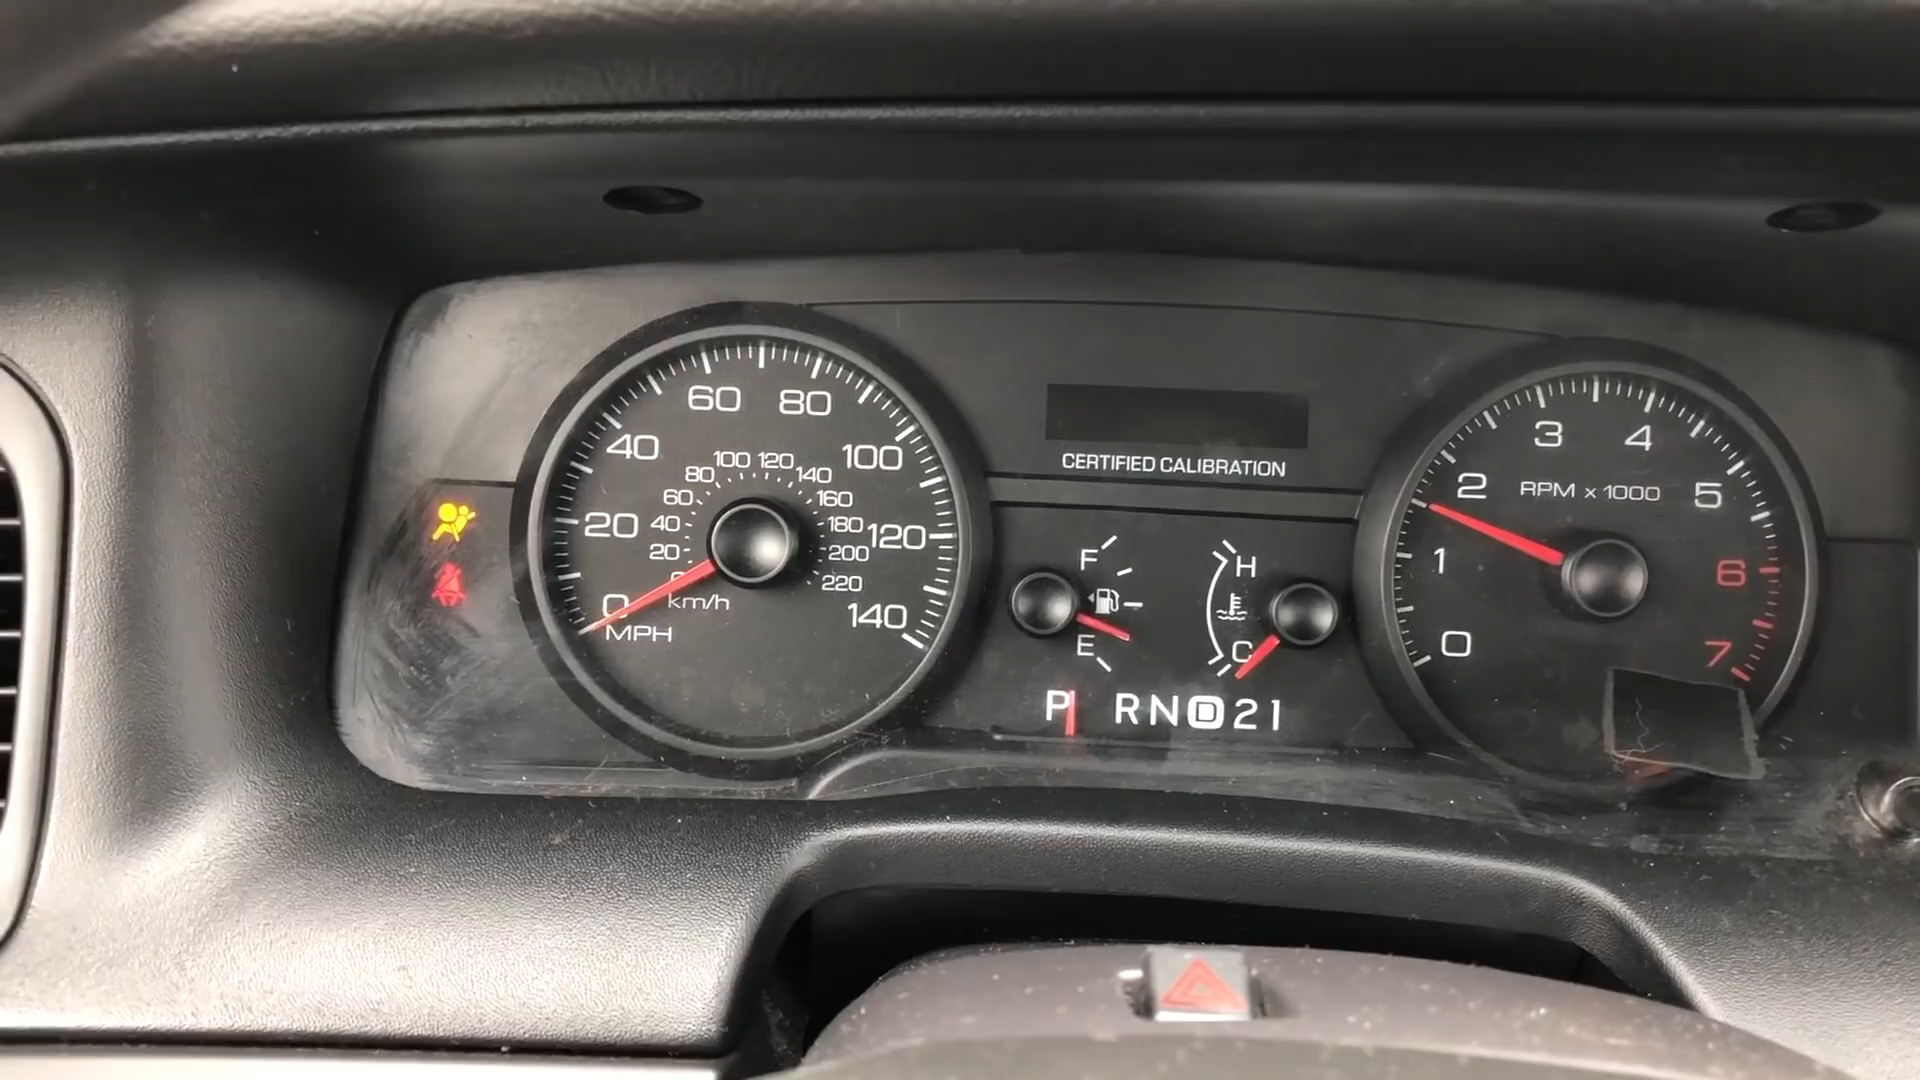 60 80
40 100
20 120
0 140
MPH
100 120
80 140
60 160
40 180
20 200
220
km/h
CERTIFIED CALIBRATION
F
E
H
C
P RND21
3 4
2 RPM x 1000 5
1 6
0 7